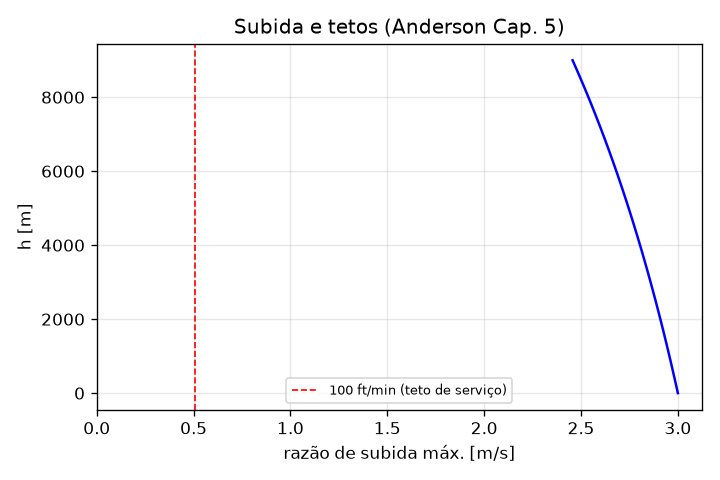 Subida e tetos (Anderson Cap. 5)
h [m]
8000
6000
4000
2000
0
100 ft/min (teto de serviço)
0.0 0.5 1.0 1.5 2.0 2.5 3.0
razão de subida máx. [m/s]